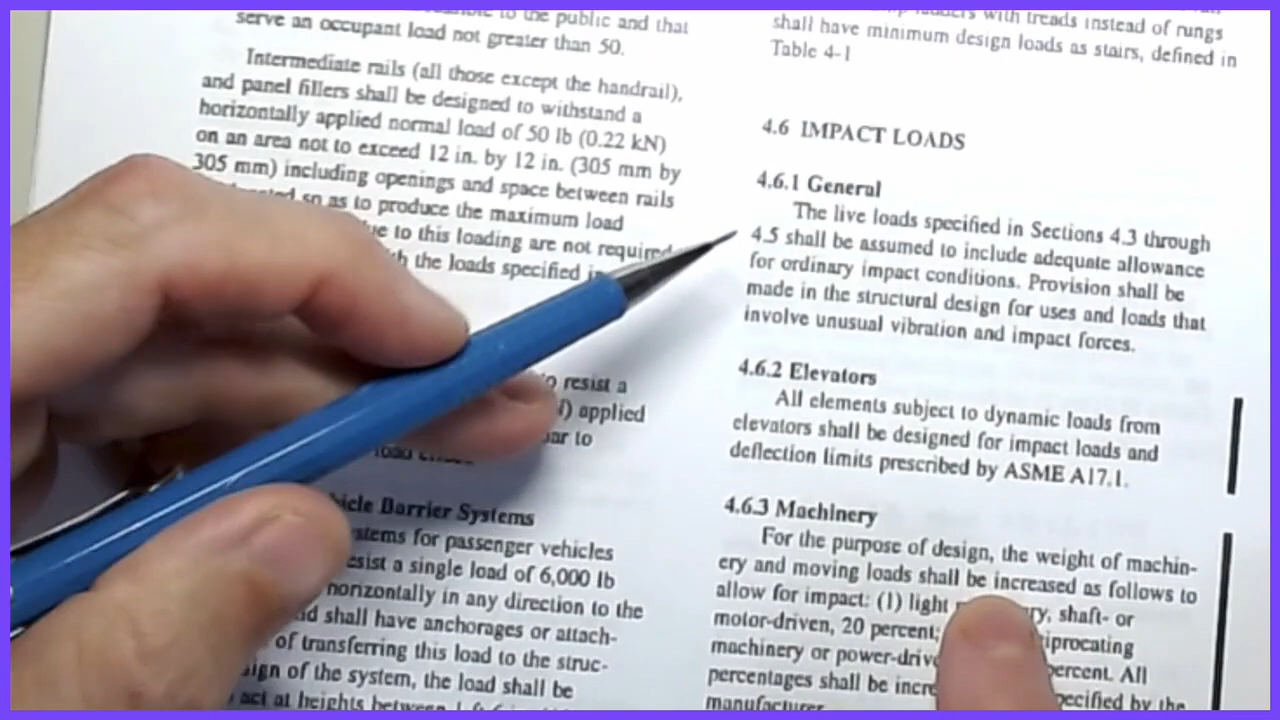 to the public and that
serve an occupant load not greater than 50.
Intermediate rails (all those except the handrail),
and panel fillers shall be designed to withstand a
horizontally applied normal load of 50 lb (0.22 kN)
on an area not to exceed 12 in. by 12 in. (305 mm by
305 mm) including openings and space between rails
so as to produce the maximum load
to this loading are not required
the loads specified in
to resist a
applied
to
load
Barrier Systems
for passenger vehicles
a single load of 6,000 lb
horizontally in any direction to the
shall have anchorages or attach-
of transferring this load to the struc-
of the system, the load shall be
act at heights between 1 ft 6 in.
with treads instead of rungs
shall have minimum design loads as stairs, defined in
Table 4-1
4.6 IMPACT LOADS
4.6.1 General
The live loads specified in Sections 4.3 through
4.5 shall be assumed to include adequate allowance
for ordinary impact conditions. Provision shall be
made in the structural design for uses and loads that
involve unusual vibration and impact forces.
4.6.2 Elevators
All elements subject to dynamic loads from
elevators shall be designed for impact loads and
deflection limits prescribed by ASME A17.1.
4.6.3 Machinery
For the purpose of design, the weight of machin-
ery and moving loads shall be increased as follows to
allow for impact: (1) light shaft- or
motor-driven, 20 percent;
machinery or percent. All
percentages shall be by the
manufacturer